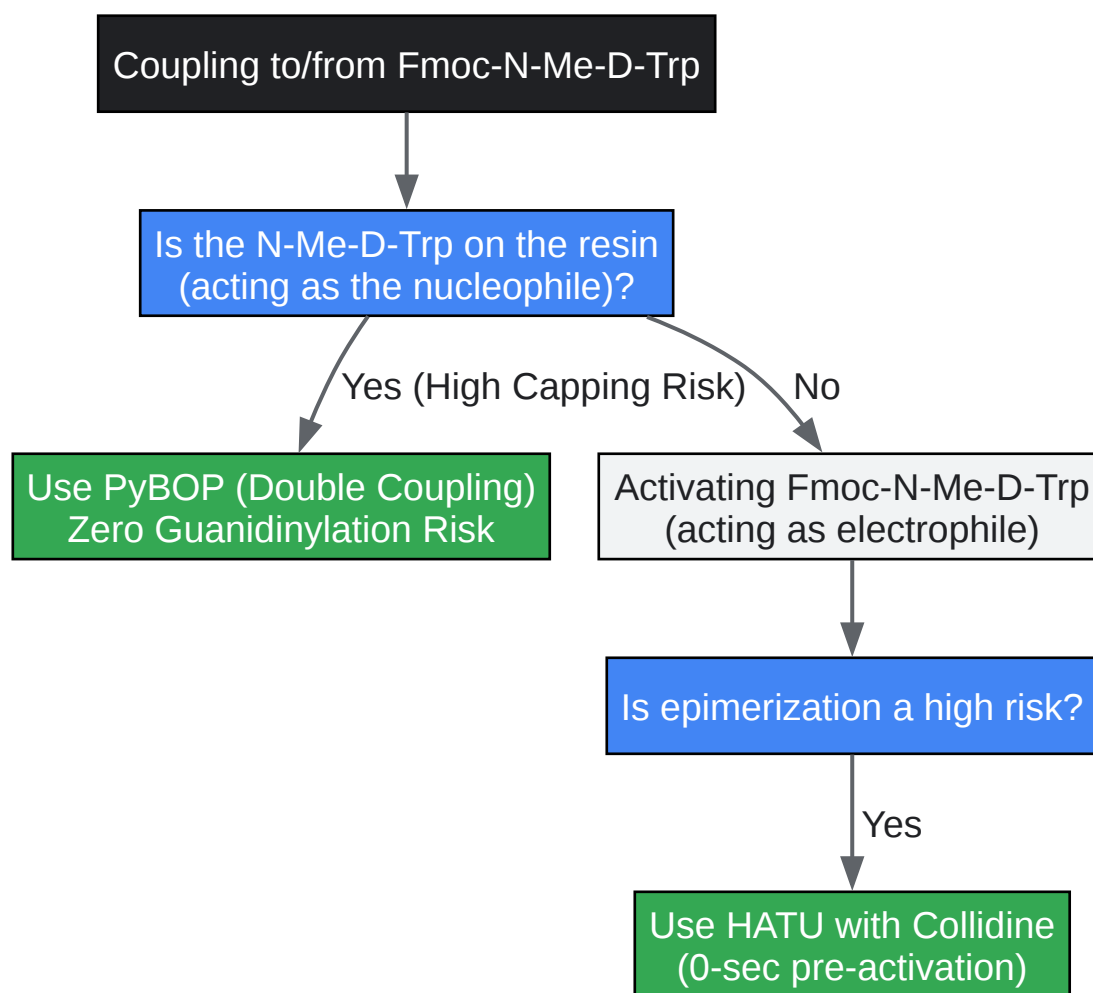 Coupling to/from Fmoc-N-Me-D-Trp
Is the N-Me-D-Trp on the resin
(acting as the nucleophile)?
Yes (High Capping Risk)
No
Use PyBOP (Double Coupling)
Zero Guanidinylation Risk
Activating Fmoc-N-Me-D-Trp
(acting as electrophile)
Is epimerization a high risk?
Yes
Use HATU with Collidine
(0-sec pre-activation)